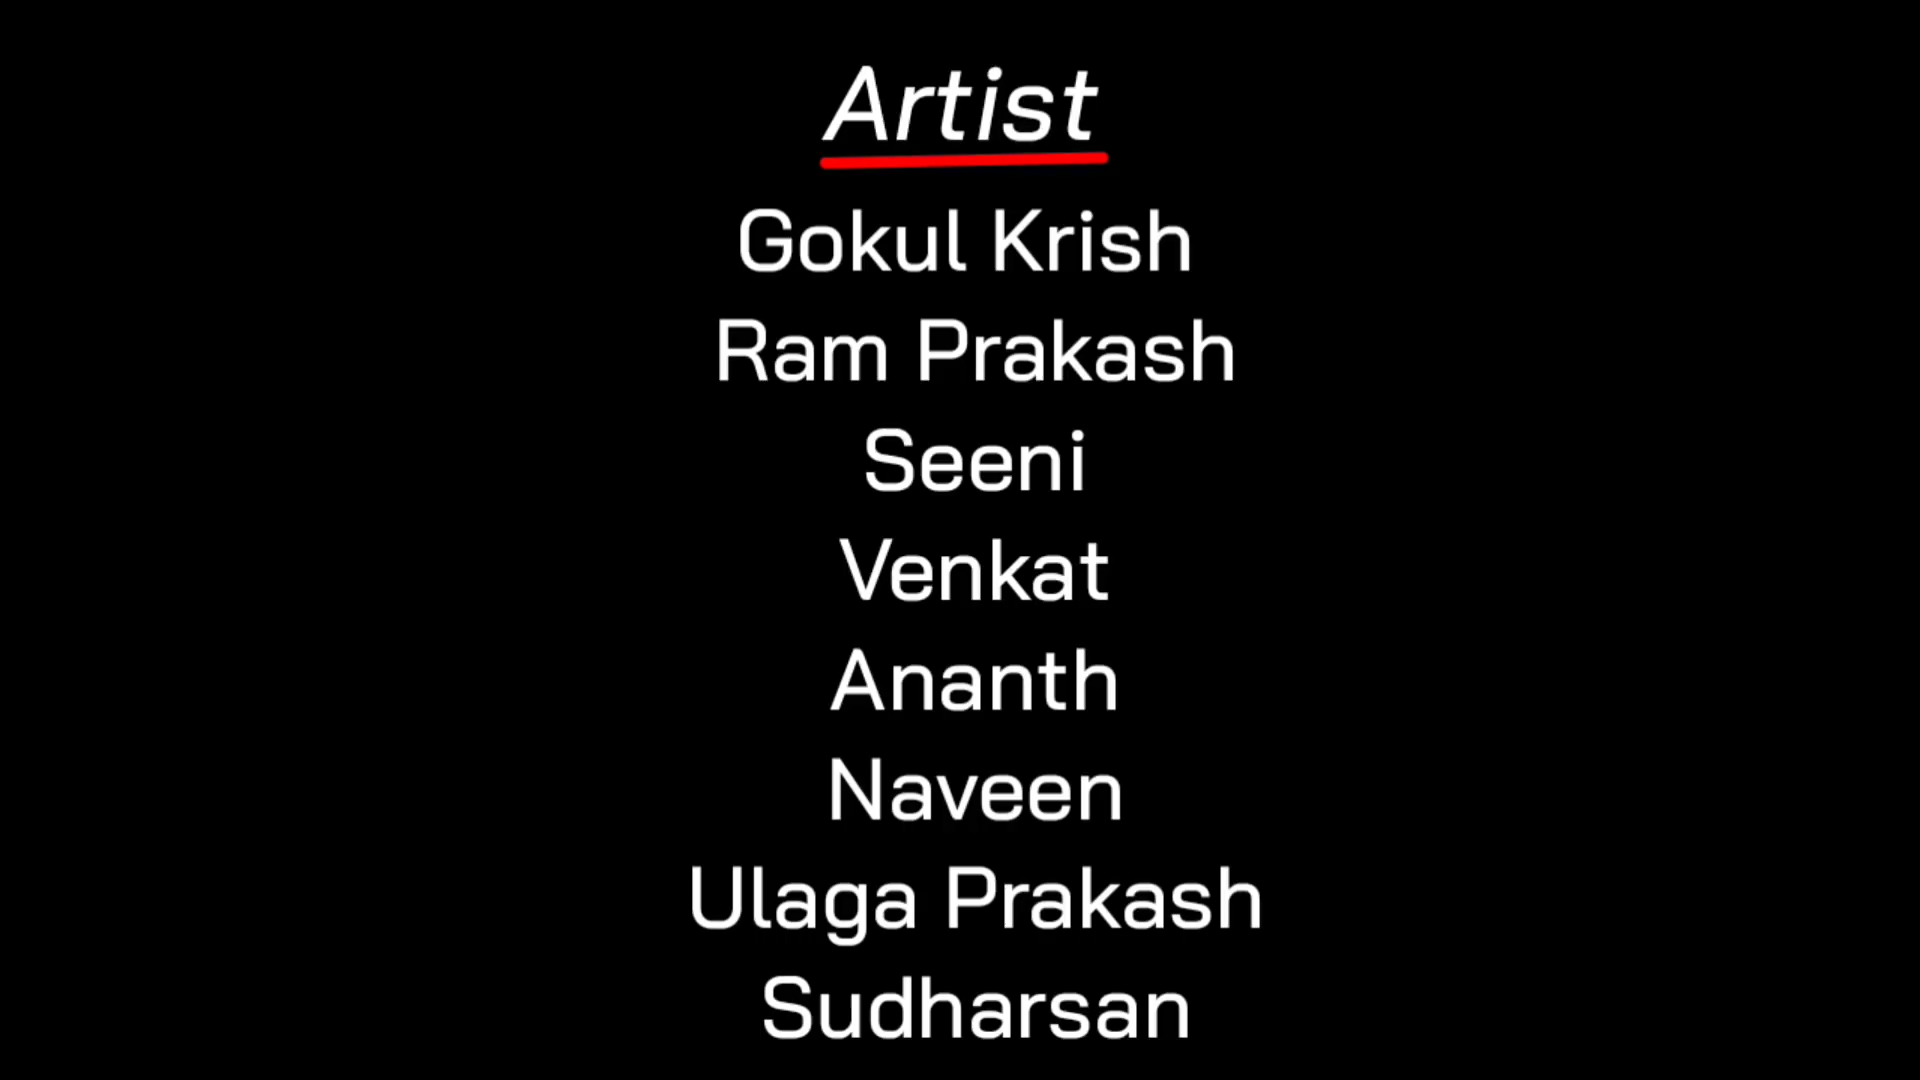 Artist
Gokul Krish
Ram Prakash
Seeni
Venkat
Ananth
Naveen
Ulaga Prakash
Sudharsan